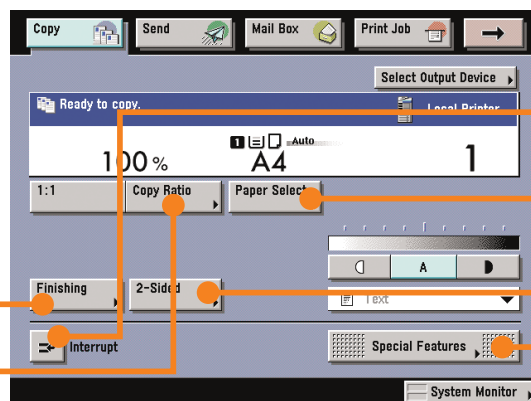 Copy Send Mail Box Print Job
Select Output Device
Ready to copy. Local Printer
1 Auto
100 % A4 1
1:1 Copy Ratio Paper Select
A
Finishing 2-Sided
Text
Interrupt Special Features
System Monitor